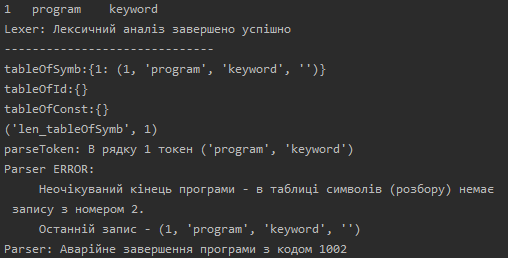 1   program    keyword
Lexer: Лексичний аналіз завершено успішно
------------------------------
tableOfSymb:{1: (1, 'program', 'keyword', '')}
tableOfId:{}
tableOfConst:{}
('len_tableOfSymb', 1)
parseToken: В рядку 1 токен ('program', 'keyword')
Parser ERROR:
     Неочікуваний кінець програми - в таблиці символів (розбору) немає
 запису з номером 2.
     Останній запис - (1, 'program', 'keyword', '')
Parser: Аварійне завершення програми з кодом 1002